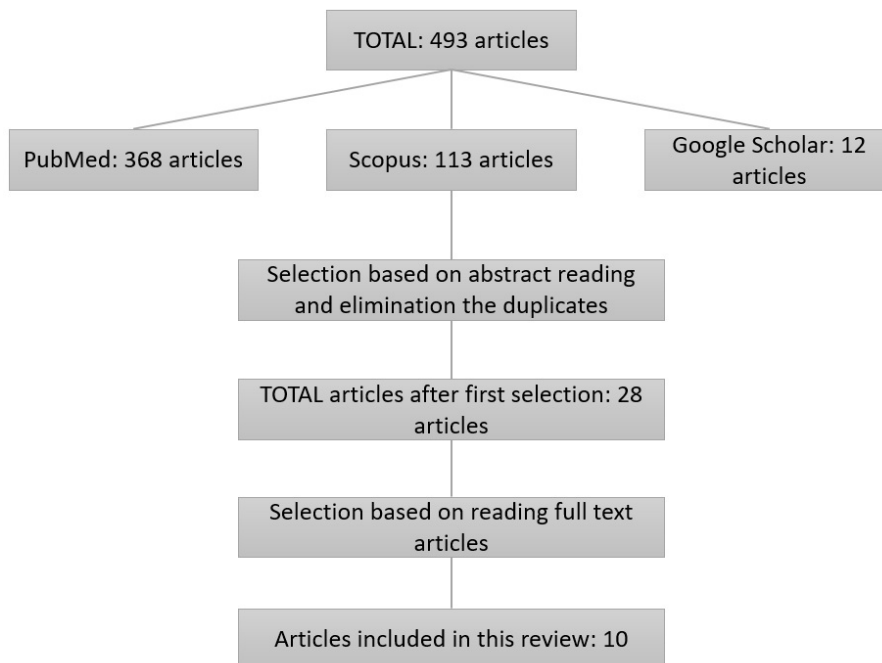 TOTAL: 493 articles
PubMed: 368 articles
Scopus: 113 articles
Google Scholar: 12
articles
Selection based on abstract reading
and elimination the duplicates
TOTAL articles after first selection: 28
articles
Selection based on reading full text
articles
Articles included in this review: 10